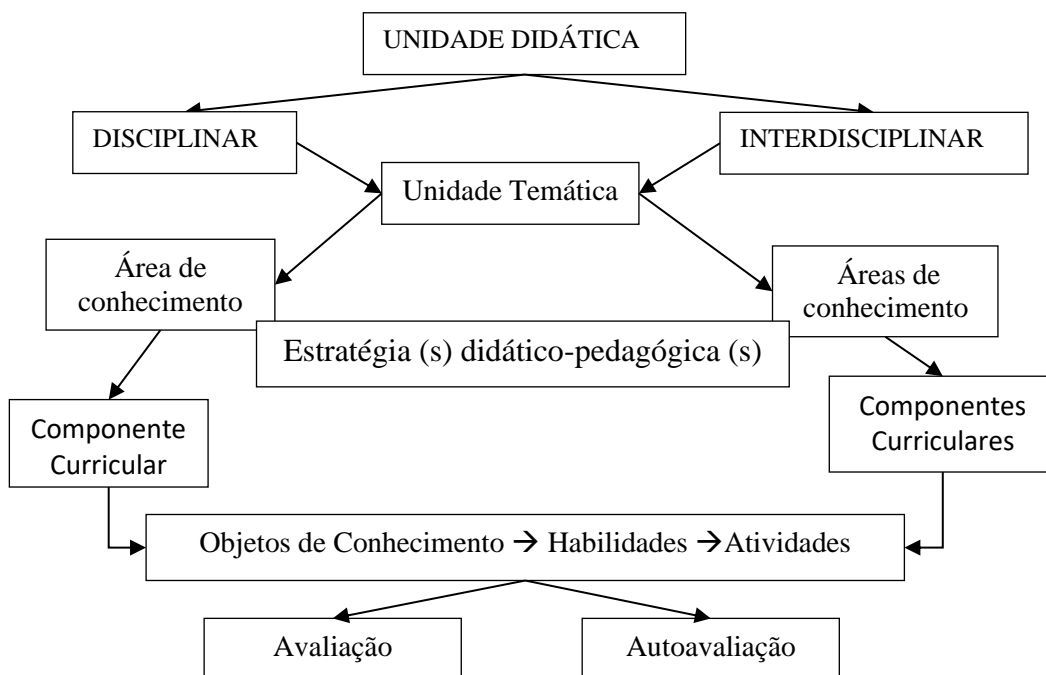 UNIDADE DIDÁTICA
DISCIPLINAR
INTERDISCIPLINAR
Unidade Temática
Área de
conhecimento
Áreas de
conhecimento
Estratégia (s) didático-pedagógica (s)
Componente
Curricular
Componentes
Curriculares
Objetos de Conhecimento → Habilidades →Atividades
Avaliação
Autoavaliação